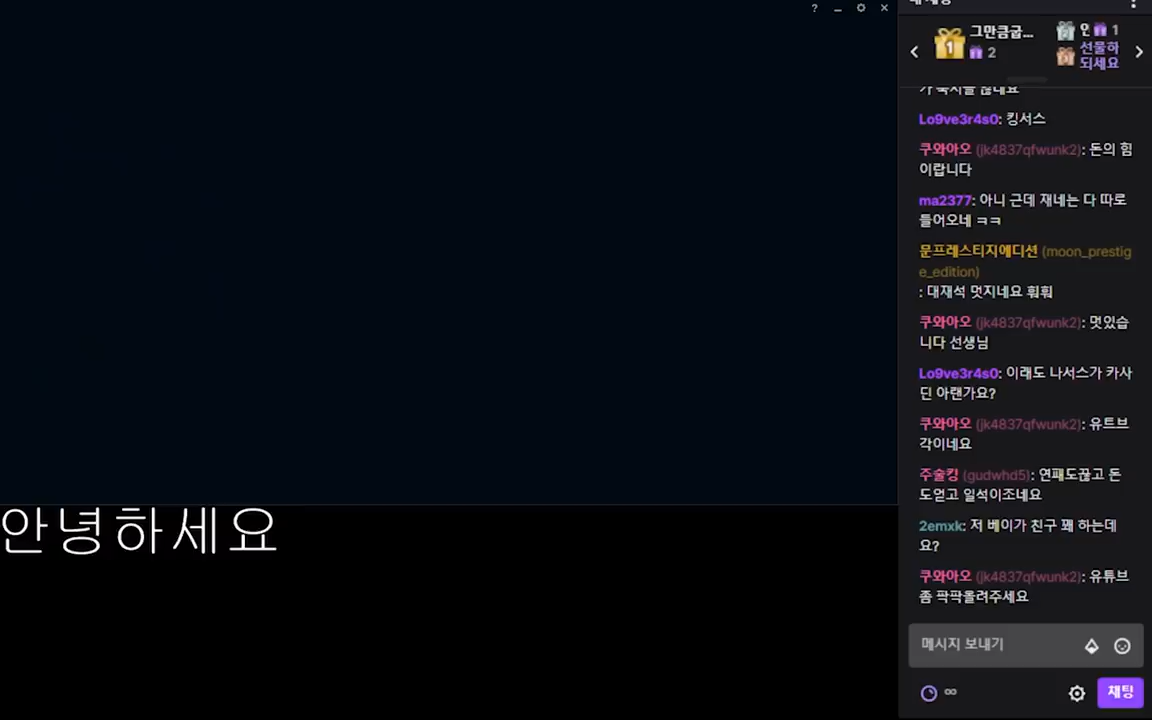 그만큼굽...
2
1
선물하
되세요
Lo9ve3r4s0: 킹서스
쿠와아오 (jk4837qfwunk2): 돈의 힘
이랍니다
ma2377: 아니 근데 재네는 다 따로
들어오네 ㅋㅋ
문프레스티지에디션 (moon_prestig
e_edition)
: 대재석 멋지네요 훠훠
쿠와아오 (jk4837qfwunk2): 멋있습
니다 선생님
Lo9ve3r4s0: 이래도 나서스가 카사
딘 아랜가요?
쿠와아오 (jk4837qfwunk2): 유트브
각이네요
주술킹 (gudwhd5): 연패도끊고 돈
도얻고 일석이조네요
2emxk: 저 베이가 친구 꽤 하는데
요?
쿠와아오 (jk4837qfwunk2): 유튜브
좀 팍팍올려주세요
메시지 보내기
채팅
안녕하세요